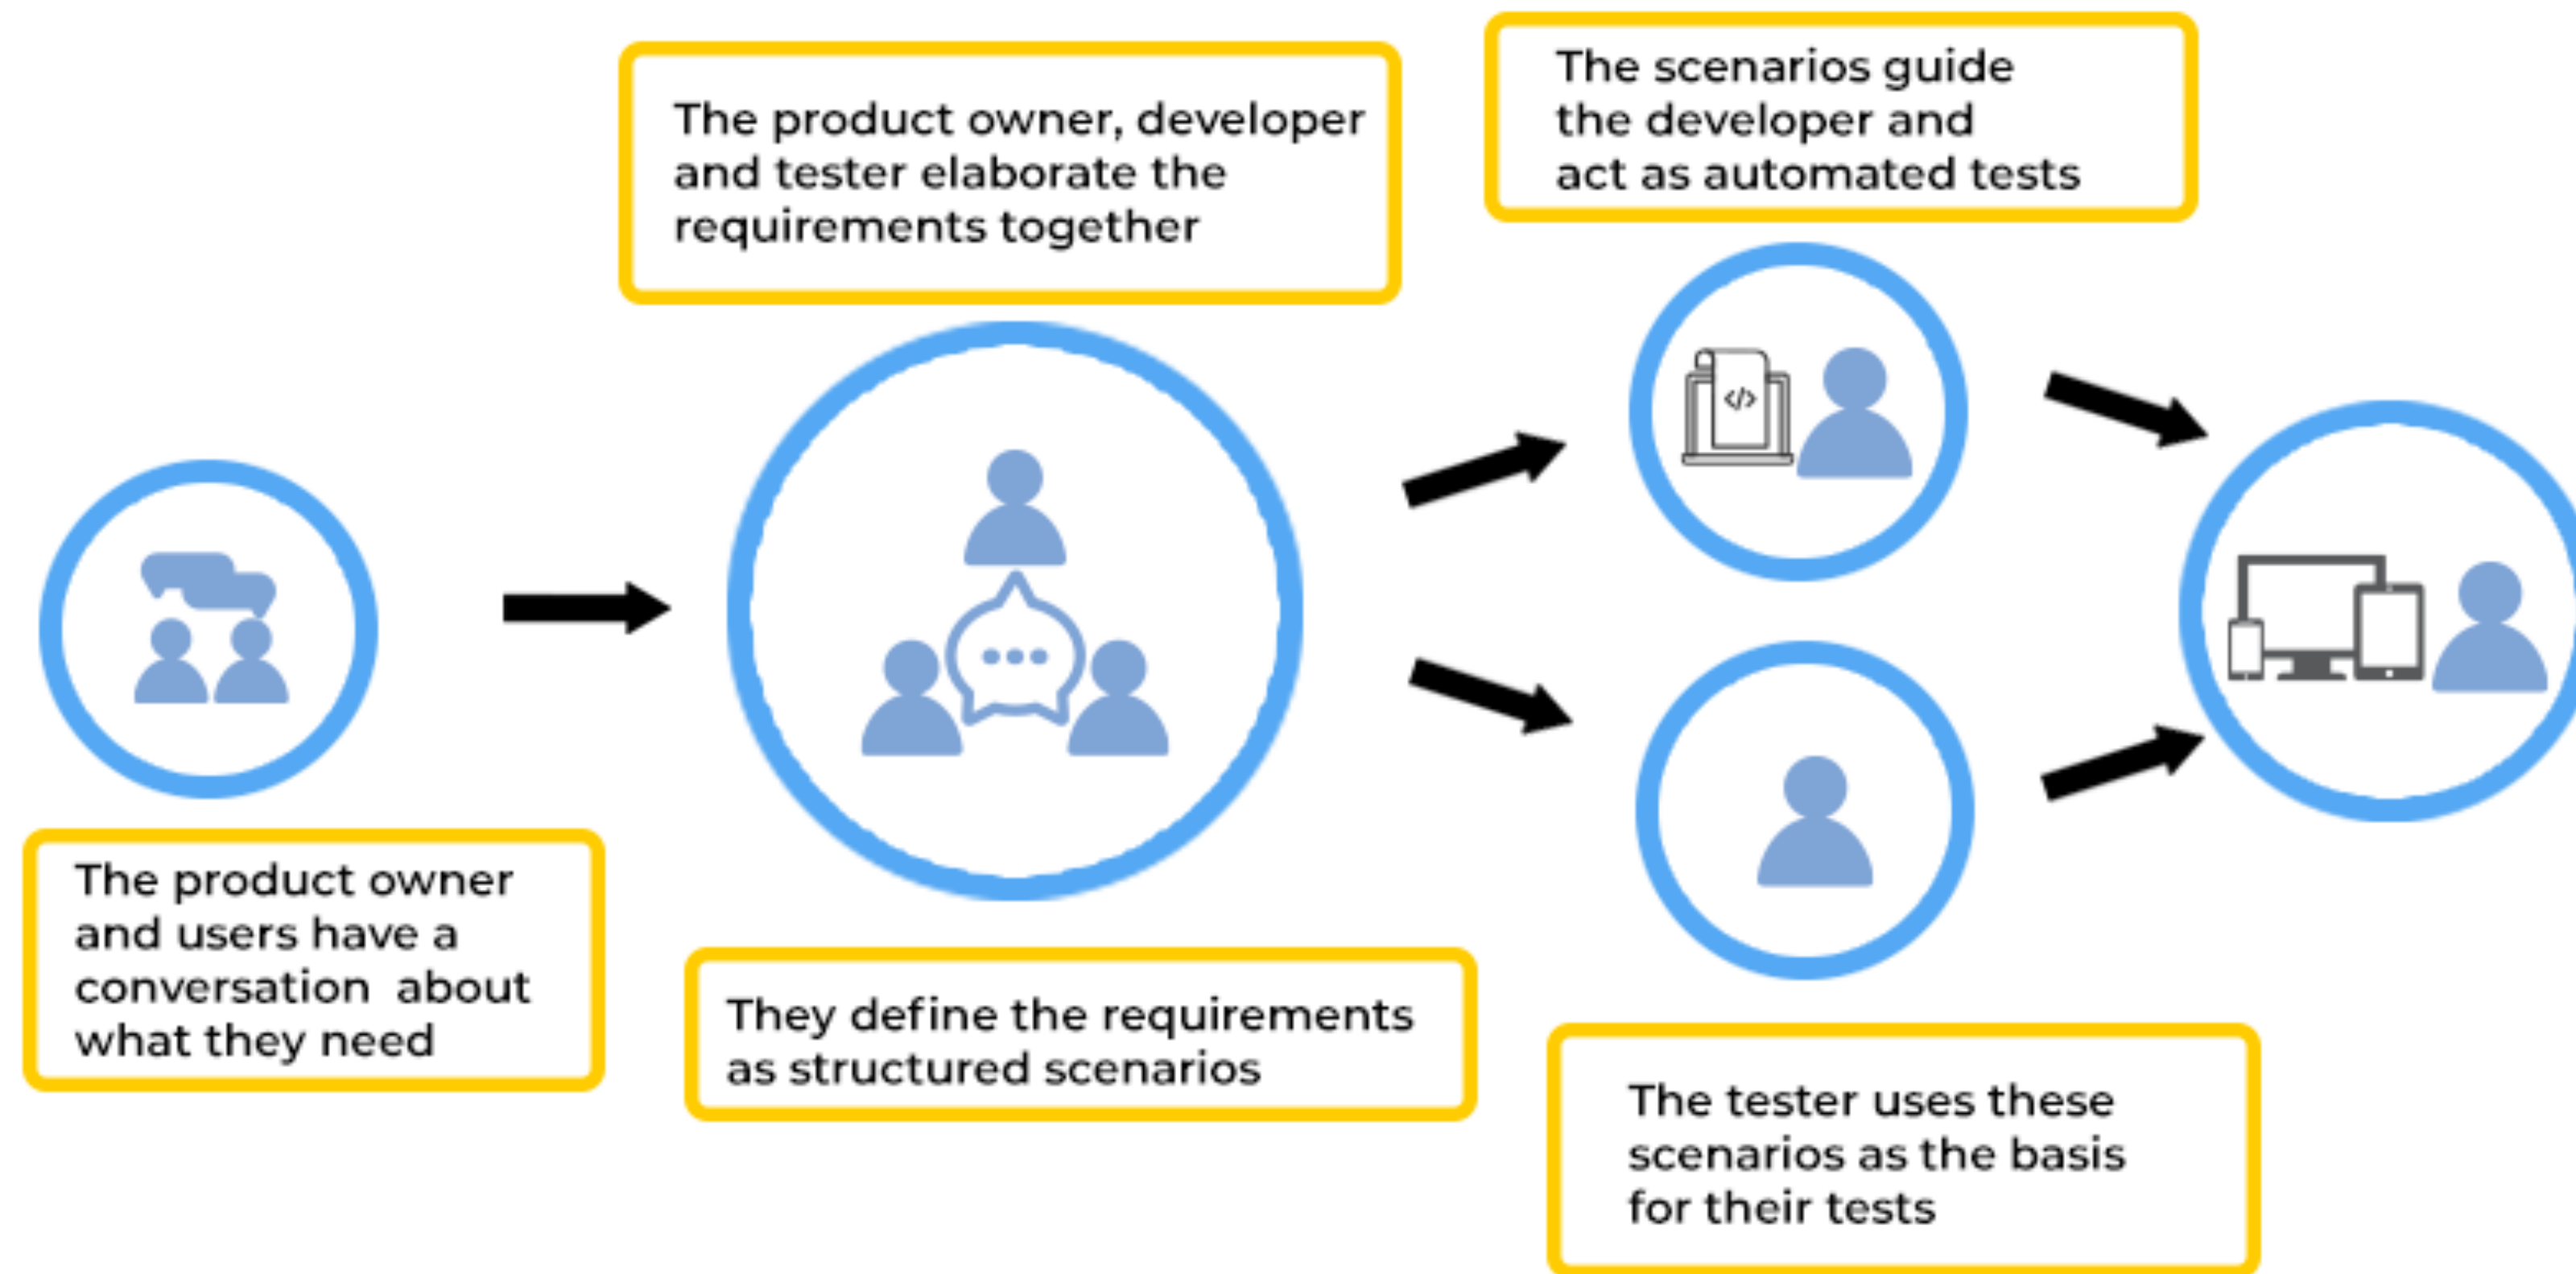 The product owner
and users have a
conversation  about
what they need
The product owner, developer
and tester elaborate the
requirements together
They define the requirements
as structured scenarios
The scenarios guide
the developer and
act as automated tests
</>
The tester uses these
scenarios as the basis
for their tests